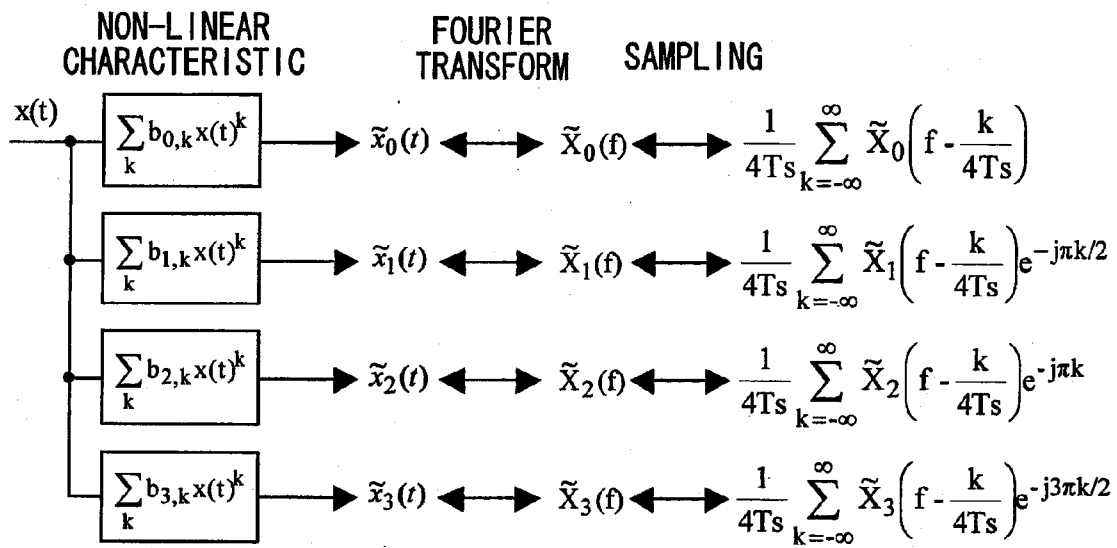 NON-LINEAR CHARACTERISTIC
FOURIER TRANSFORM
SAMPLING
x(t)
∑_k b_{0,k} x(t)^k
x̃_0(t)
X̃_0(f)
1/4Ts ∑_{k=-∞}^{∞} X̃_0(f - k/4Ts)
∑_k b_{1,k} x(t)^k
x̃_1(t)
X̃_1(f)
1/4Ts ∑_{k=-∞}^{∞} X̃_1(f - k/4Ts) e^{-jπk/2}
∑_k b_{2,k} x(t)^k
x̃_2(t)
X̃_2(f)
1/4Ts ∑_{k=-∞}^{∞} X̃_2(f - k/4Ts) e^{-jπk}
∑_k b_{3,k} x(t)^k
x̃_3(t)
X̃_3(f)
1/4Ts ∑_{k=-∞}^{∞} X̃_3(f - k/4Ts) e^{-j3πk/2}